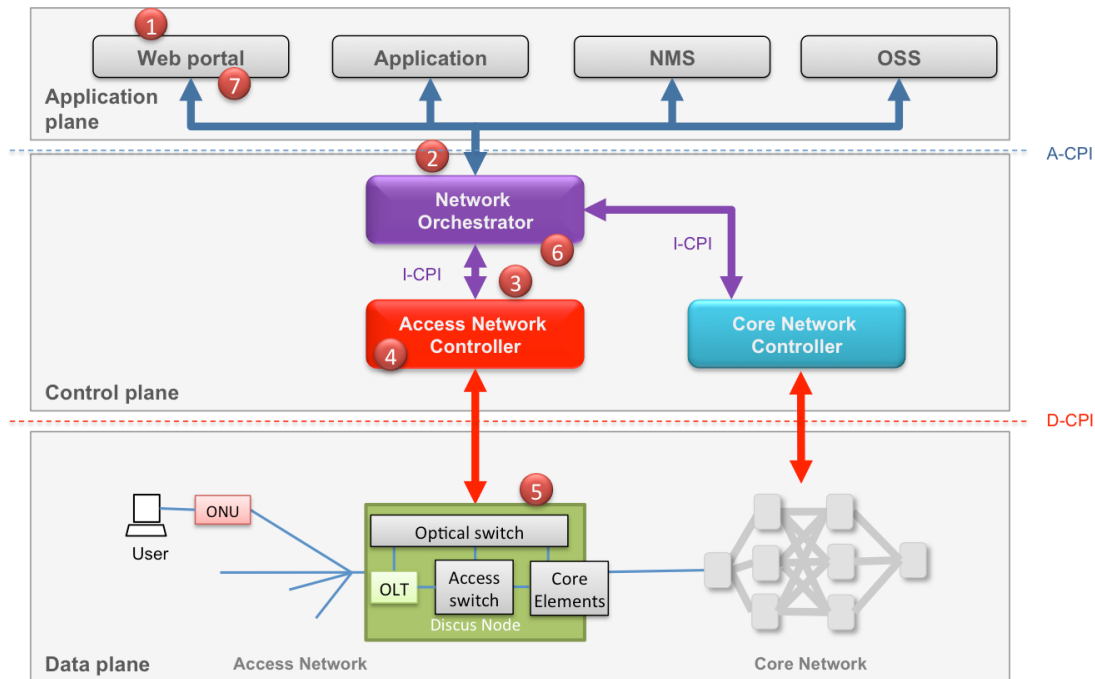 1
Web portal
Application
NMS
OSS
7
Application
plane
2
A-CPI
Network
Orchestrator
6
I-CPI
I-CPI
3
Access Network
Controller
4
Core Network
Controller
Control plane
D-CPI
5
ONU
User
Optical switch
OLT
Access
switch
Core
Elements
Discus Node
Data plane
Access Network
Core Network